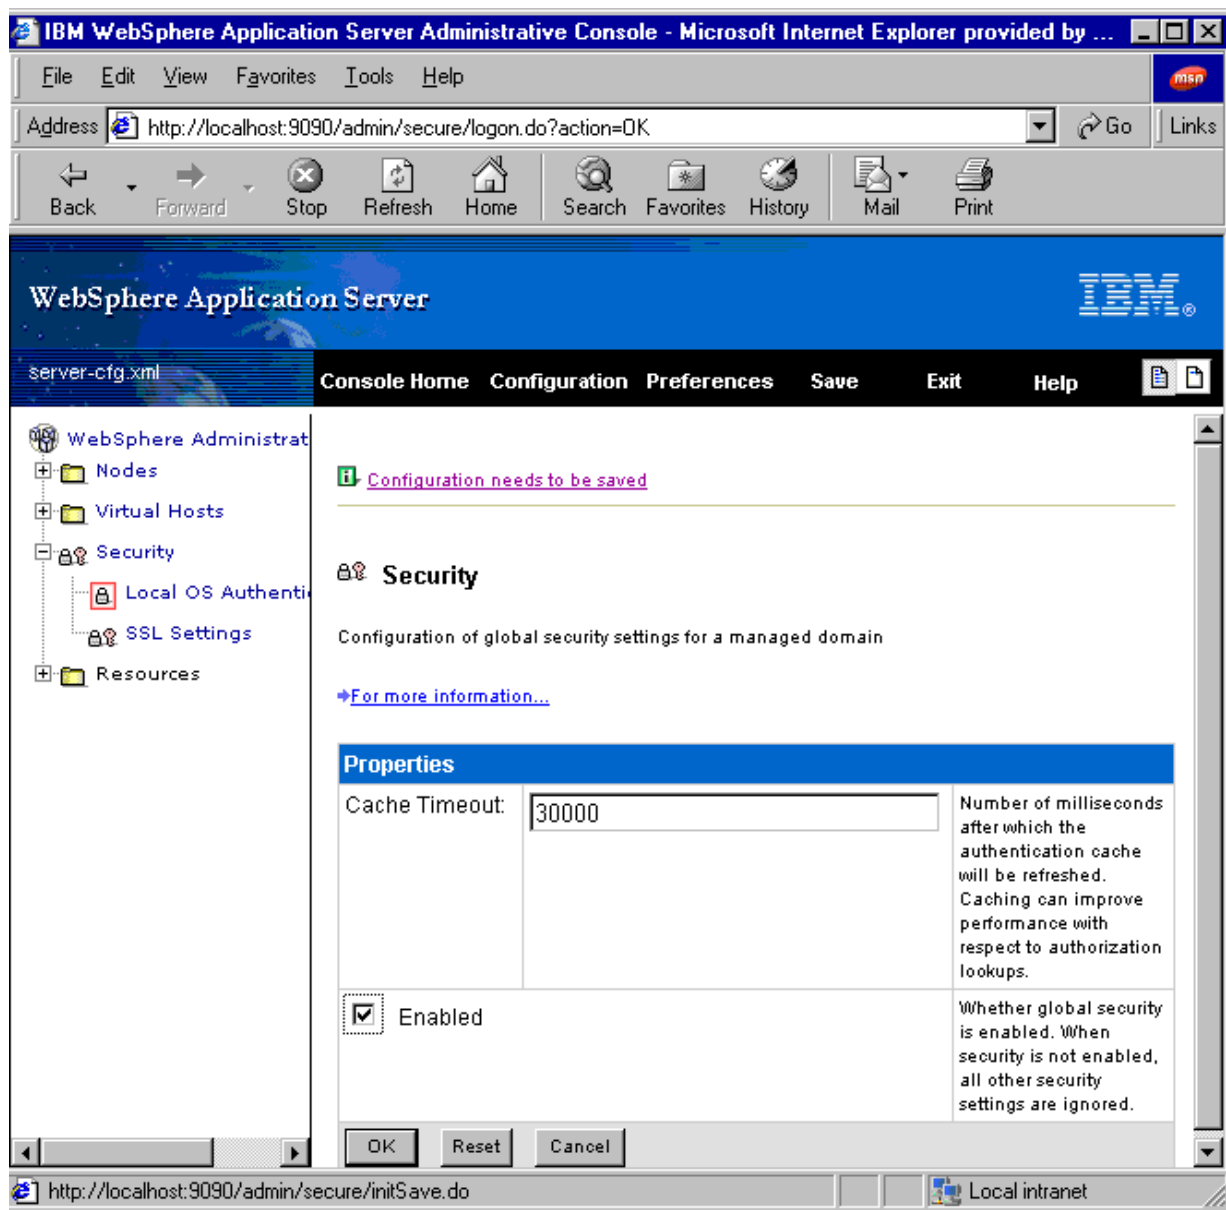 IBM WebSphere Application Server Administrative Console - Microsoft Internet Explorer provided by ...
File Edit View Favorites Tools Help
msn
Address http://localhost:9090/admin/secure/logon.do?action=OK Go Links
Back Forward Stop Refresh Home Search Favorites History Mail Print
WebSphere Application Server IBM®
server-cfg.xml Console Home Configuration Preferences Save Exit Help
WebSphere Administrat
Nodes
Virtual Hosts
Security
Local OS Authenti
SSL Settings
Resources
Configuration needs to be saved
Security
Configuration of global security settings for a managed domain
For more information...
Properties
Cache Timeout: 30000
Number of milliseconds
after which the
authentication cache
will be refreshed.
Caching can improve
performance with
respect to authorization
lookups.
Enabled
Whether global security
is enabled. When
security is not enabled,
all other security
settings are ignored.
OK Reset Cancel
http://localhost:9090/admin/secure/initSave.do Local intranet